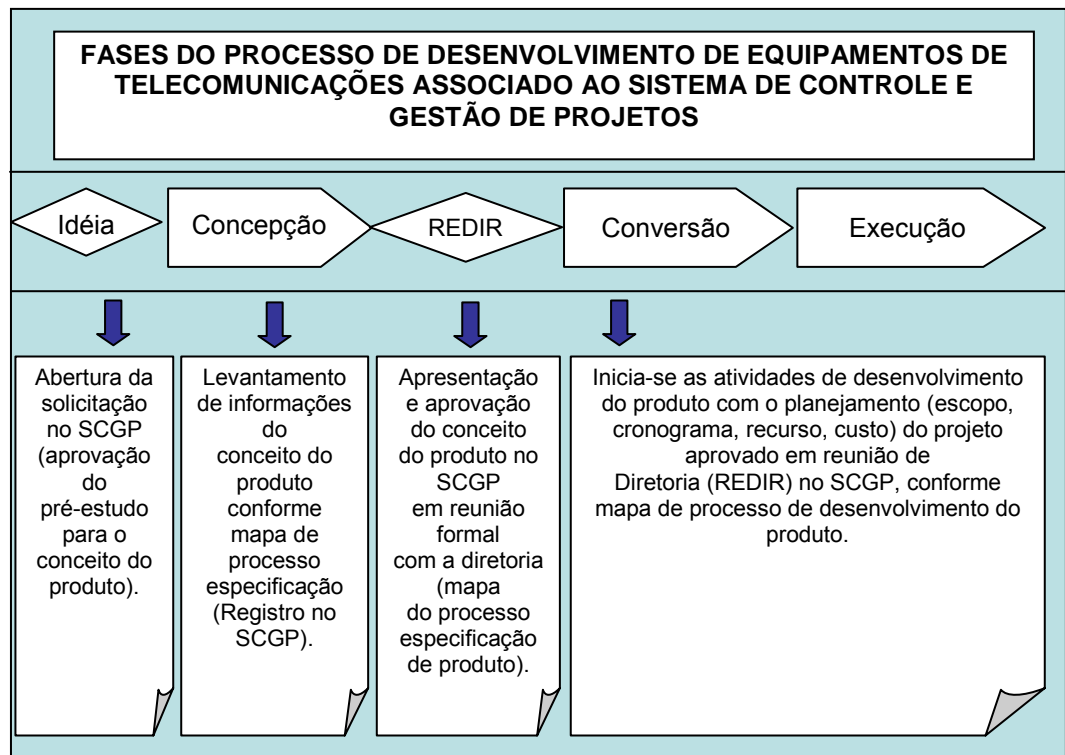 FASES DO PROCESSO DE DESENVOLVIMENTO DE EQUIPAMENTOS DE
TELECOMUNICAÇÕES ASSOCIADO AO SISTEMA DE CONTROLE E
GESTÃO DE PROJETOS
Idéia
Concepção
REDIR
Conversão
Execução
Abertura da
solicitação
no SCGP
(aprovação
do
pré-estudo
para o
conceito do
produto).
Levantamento
de informações
do
conceito do
produto
conforme
mapa de
processo
especificação
(Registro no
SCGP).
Apresentação
e aprovação
do conceito
do produto no
SCGP
em reunião
formal
com a diretoria
(mapa
do processo
especificação
de produto).
Inicia-se as atividades de desenvolvimento
do produto com o planejamento (escopo,
cronograma, recurso, custo) do projeto
aprovado em reunião de
Diretoria (REDIR) no SCGP, conforme
mapa de processo de desenvolvimento do
produto.